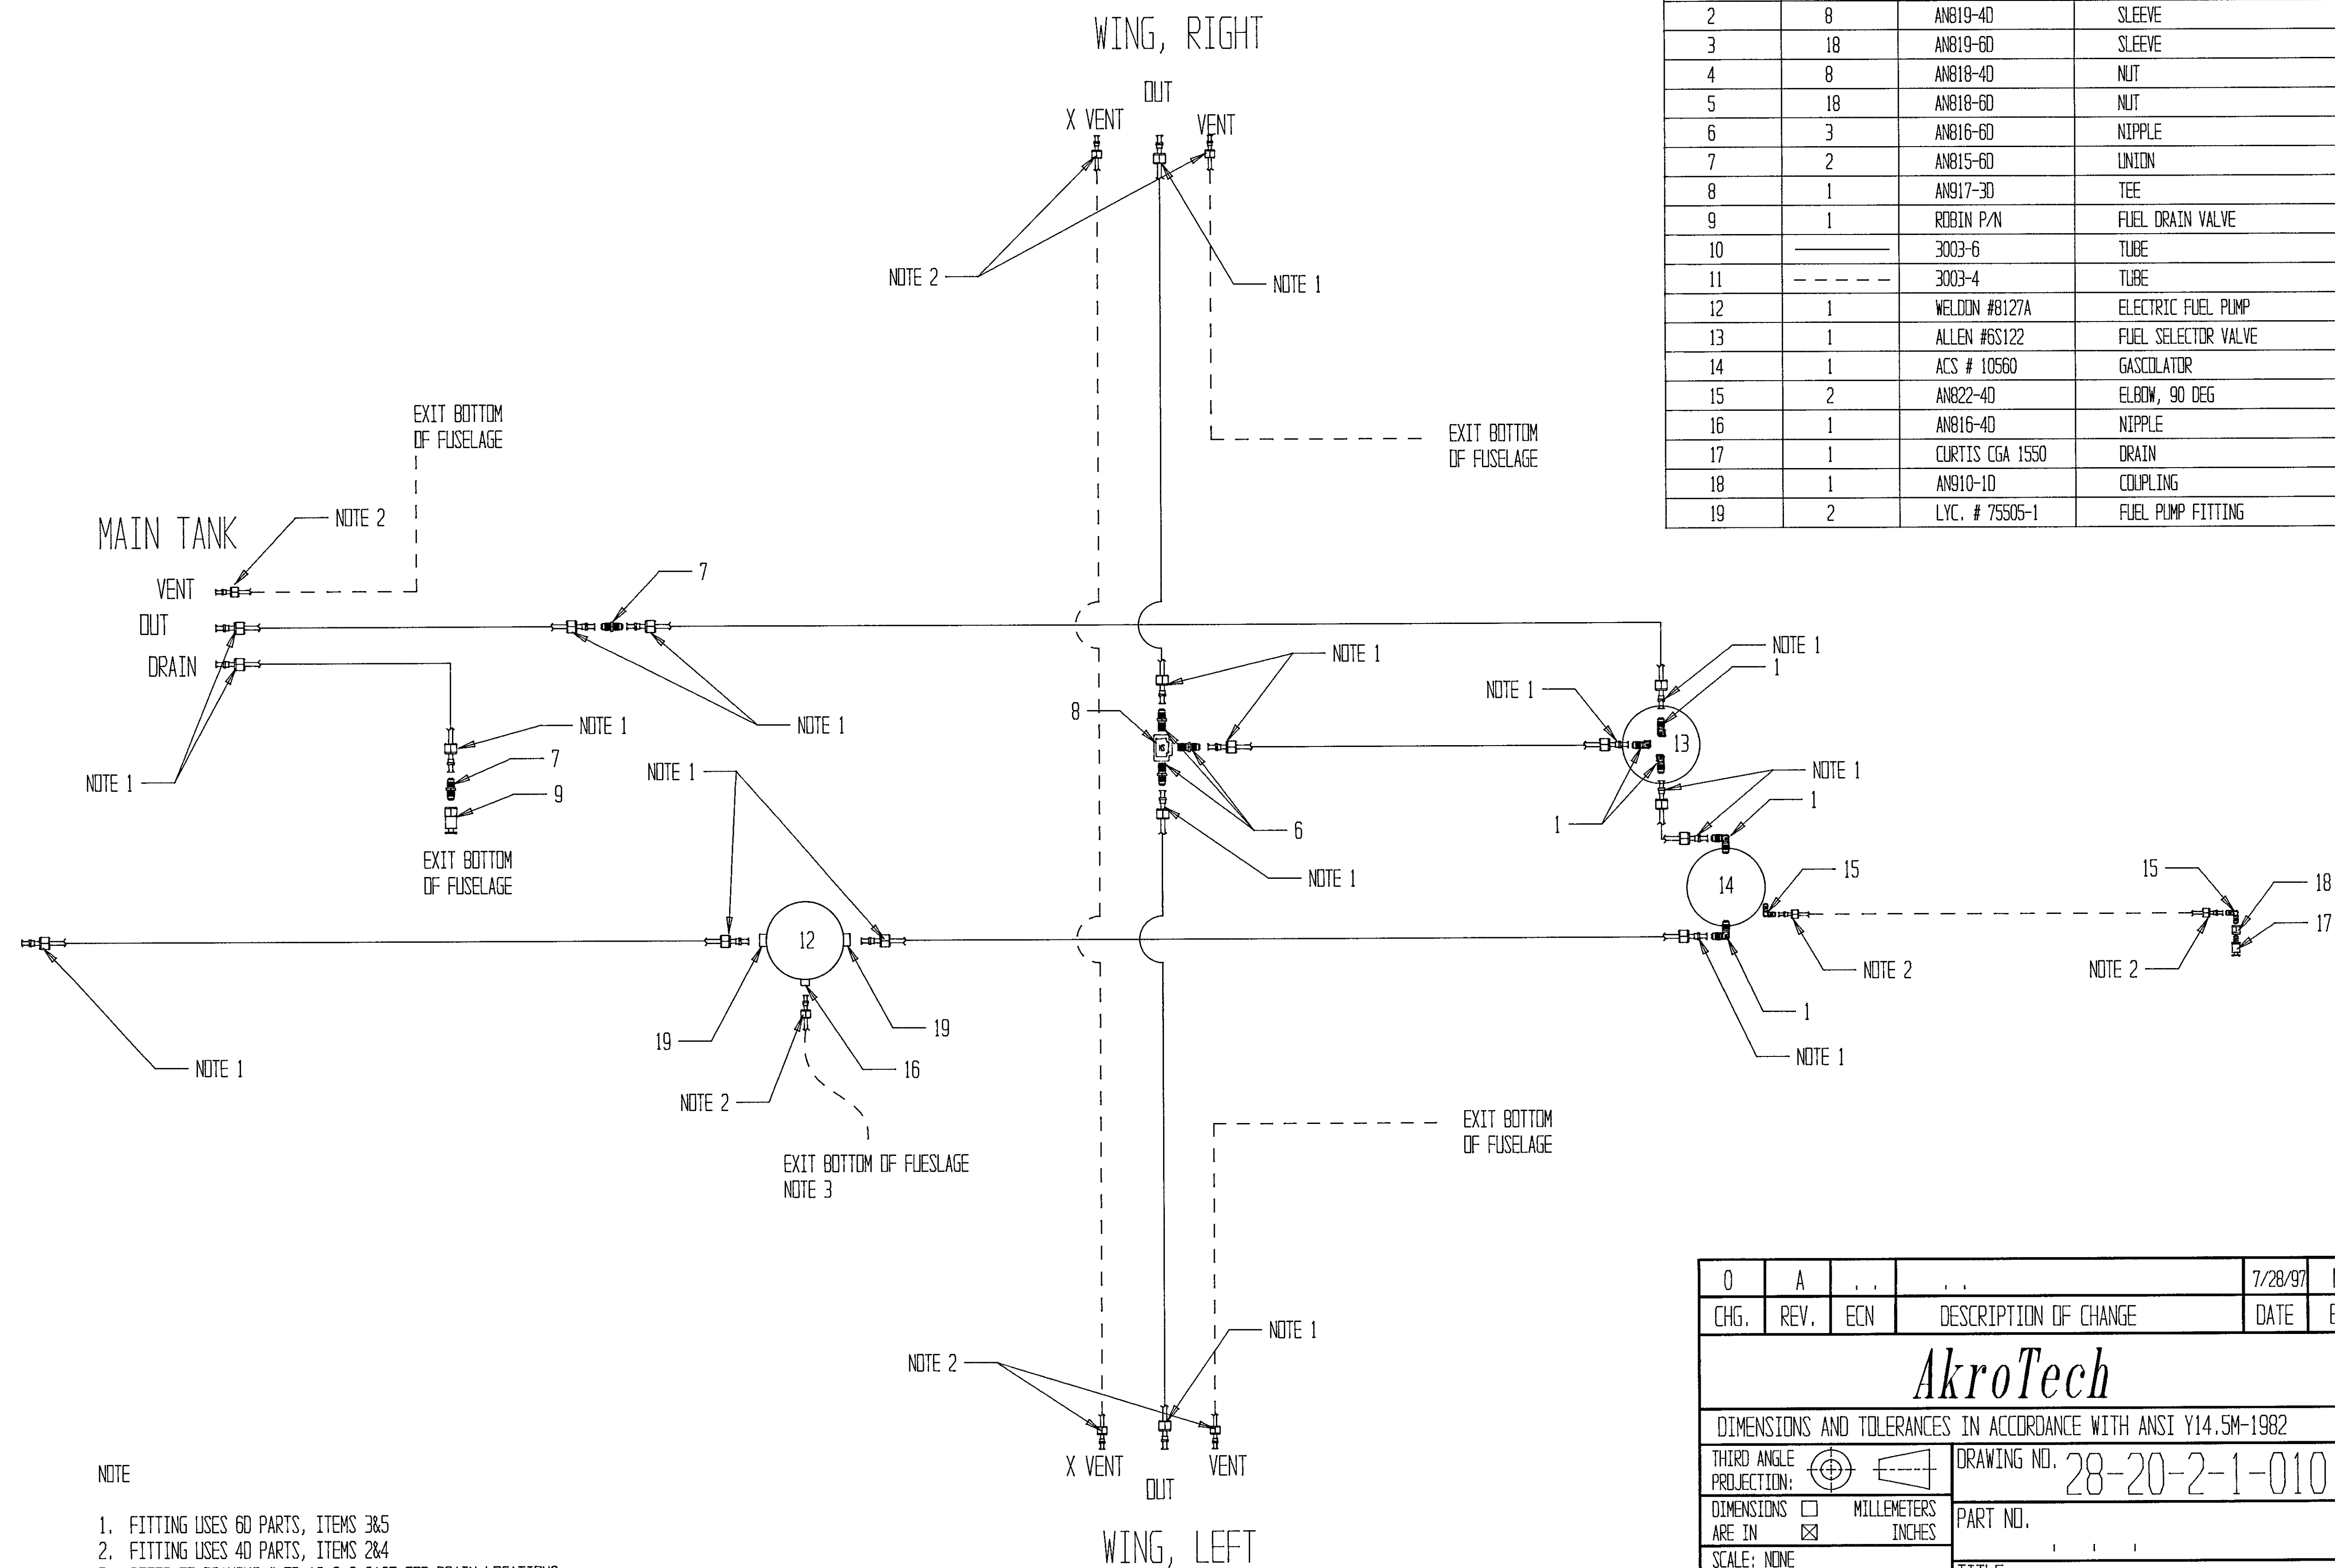 WING, RIGHT
OUT
X VENT
VENT
NOTE 2
NOTE 1
EXIT BOTTOM
OF FUSELAGE
2 8 AN819-4D SLEEVE
3 18 AN819-6D SLEEVE
4 8 AN818-4D NUT
5 18 AN818-6D NUT
6 3 AN816-6D NIPPLE
7 2 AN815-6D UNION
8 1 AN917-3D TEE
9 1 ROBIN P/N FUEL DRAIN VALVE
10 3003-6 TUBE
11 3003-4 TUBE
12 1 WELDON #8127A ELECTRIC FUEL PUMP
13 1 ALLEN #6S122 FUEL SELECTOR VALVE
14 1 ACS # 10560 GASCOLATOR
15 2 AN822-4D ELBOW, 90 DEG
16 1 AN816-4D NIPPLE
17 1 CURTIS CGA 1550 DRAIN
18 1 AN910-1D COUPLING
19 2 LYC. # 75505-1 FUEL PUMP FITTING
EXIT BOTTOM
OF FUSELAGE
MAIN TANK
NOTE 2
VENT
OUT
DRAIN
7
NOTE 1
NOTE 1
NOTE 1
7
9
EXIT BOTTOM
OF FUSELAGE
NOTE 1
8
NOTE 1
6
NOTE 1
NOTE 1
NOTE 1
1
13
1
NOTE 1
1
14
15
NOTE 2
1
NOTE 1
15
18
17
NOTE 2
12
19
19
16
NOTE 2
NOTE 1
EXIT BOTTOM OF FUESLAGE
NOTE 3
EXIT BOTTOM
OF FUSELAGE
NOTE 1
NOTE 2
X VENT
VENT
OUT
WING, LEFT
NOTE
1. FITTING USES 6D PARTS, ITEMS 3&5
2. FITTING USES 4D PARTS, ITEMS 2&4
0 A 7/28/97
CHG. REV. ECN DESCRIPTION OF CHANGE DATE
AkroTech
DIMENSIONS AND TOLERANCES IN ACCORDANCE WITH ANSI Y14.5M-1982
THIRD ANGLE
PROJECTION:
DRAWING NO. 28-20-2-1-010
DIMENSIONS MILLEMETERS
ARE IN INCHES
PART NO.
SCALE: NONE